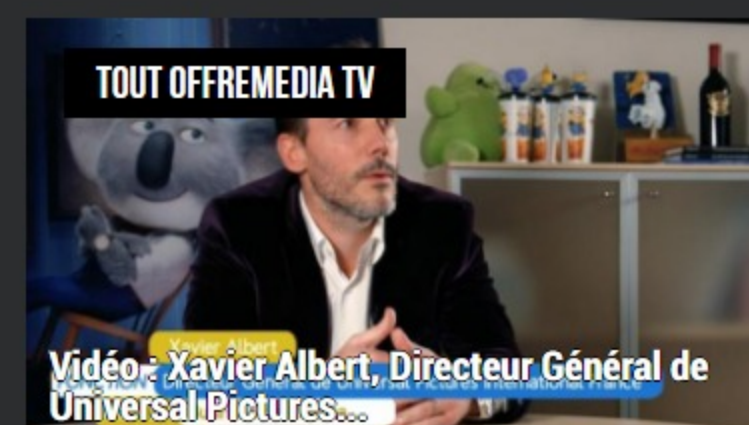 TOUT OFFREMEDIA TV
Xavier Albert
Vidéo : Xavier Albert, Directeur Général de
Directeur Général de Universal Pictures International France
Universal Pictures...